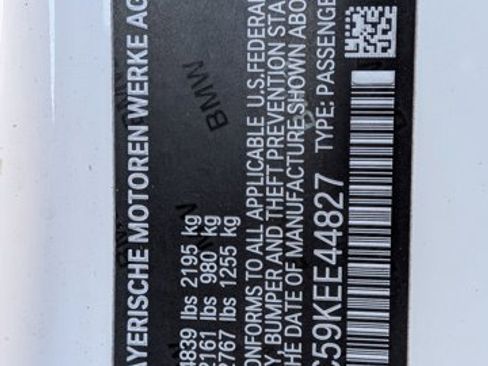 AYERISCHE MOTOREN WERKE AG
4839 lbs 2195 kg
2161 lbs 980 kg
2767 lbs 1255 kg
ONFORMS TO ALL APPLICABLE U.S.FEDERAL
Y, BUMPER AND THEFT PREVENTION STA
HE DATE OF MANUFACTURE SHOWN ABO
C59KEE44827 TYPE: PASSENGE
BMW
BMW